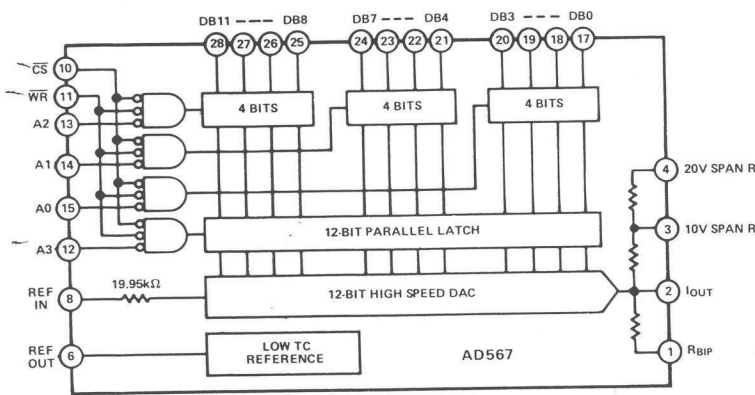 DB11 ---- DB8 DB7 ---- DB4 DB3 ---- DB0
28 27 26 25 24 23 22 21 20 19 18 17
CS 10
WR 11
4 BITS 4 BITS 4 BITS
A2 13
A1 14
4 20V SPAN R
A0 15
12-BIT PARALLEL LATCH
3 10V SPAN R
A3 12
REF IN 8
19.95kΩ
12-BIT HIGH SPEED DAC
2 IOUT
REF OUT 6
LOW TC
REFERENCE
AD567
1 RBIP